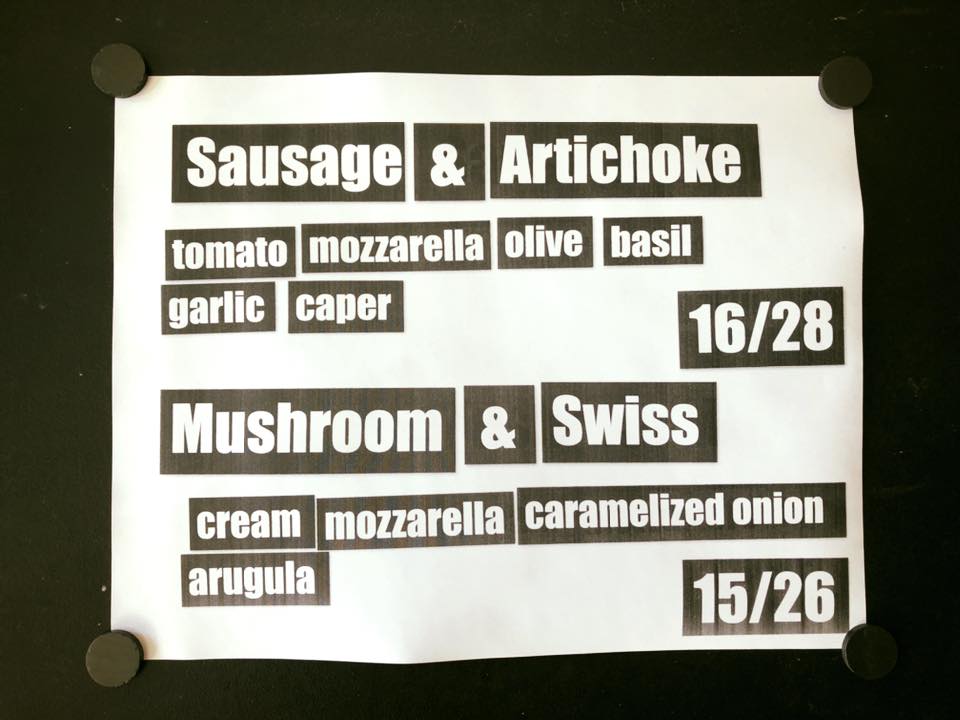 Sausage & Artichoke
tomato mozzarella olive basil
garlic caper
16/28
Mushroom & Swiss
cream mozzarella caramelized onion
arugula
15/26